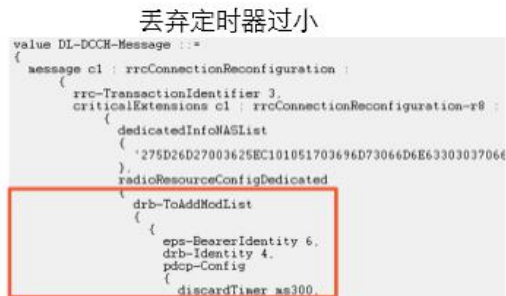 丢弃定时器过小
value DL-DCCH-Message ::=
{
message c1 : rrcConnectionReconfiguration :
{
rrc-TransactionIdentifier 3,
criticalExtensions c1 : rrcConnectionReconfiguration-r8 :
{
dedicatedInfoNASList
{
'275D26D27003625EC101051703696D73066D6E63303037066
},
radioResourceConfigDedicated
{
drb-ToAddModList
{
{
eps-BearerIdentity 6,
drb-Identity 4,
pdcp-Config
{
discardTimer ms300,